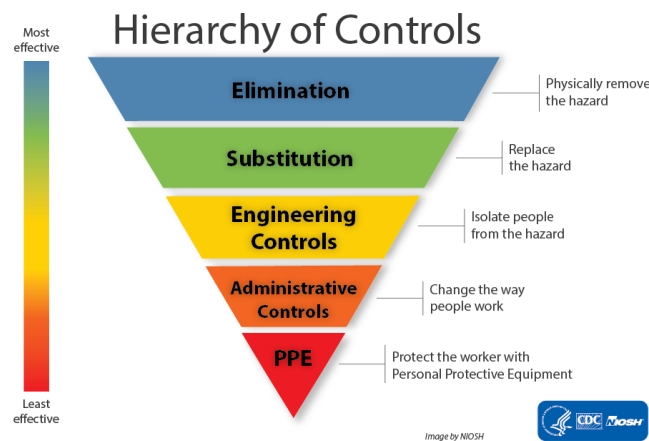 Hierarchy of Controls
Most
effective
Elimination
Physically remove
the hazard
Substitution
Replace
the hazard
Engineering
Controls
Isolate people
from the hazard
Administrative
Controls
Change the way
people work
PPE
Protect the worker with
Personal Protective Equipment
Least
effective
CDC
NIOSH
Image by NIOSH